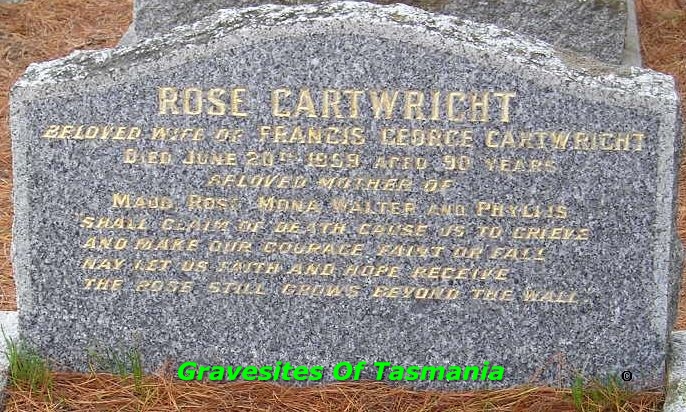 ROSE CARTWRIGHT
BELOVED WIFE OF FRANCIS GEORGE CARTWRIGHT
DIED JUNE 20TH 1959 AGED 90 YEARS
BELOVED MOTHER OF
MAUD, ROSE, MONA, WALTER AND PHYLLIS
"SHALL CLAIM OF DEATH CAUSE US TO GRIEVE
AND MAKE OUR COURAGE FAINT OR FALL
NAY LET US FAITH AND HOPE RECEIVE
THE ROSE STILL GROWS BEYOND THE WALL"
Gravesites Of Tasmania
©